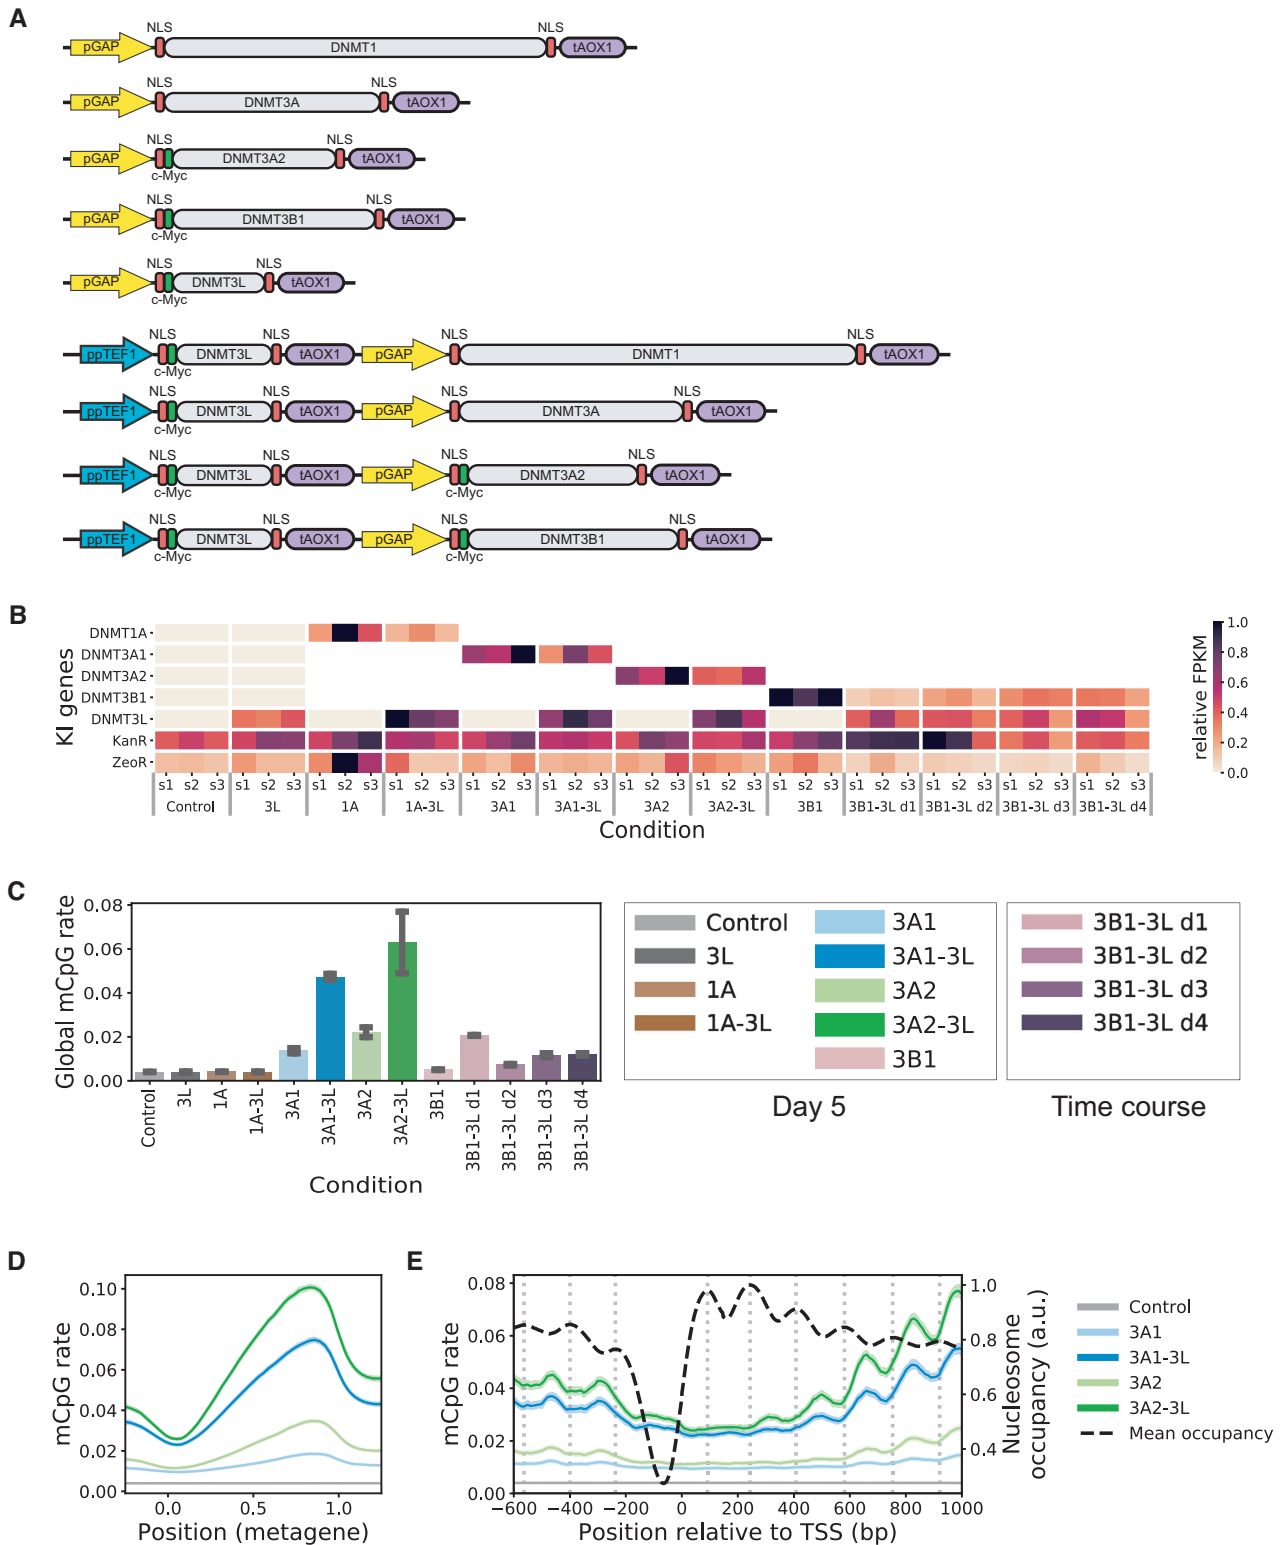 A
NLS NLS
pGAP DNMT1 tAOX1
NLS NLS
pGAP DNMT3A tAOX1
NLS NLS
pGAP DNMT3A2 tAOX1
c-Myc
NLS NLS
pGAP DNMT3B1 tAOX1
c-Myc
NLS NLS
pGAP DNMT3L tAOX1
c-Myc
NLS NLS NLS NLS
ppTEF1 DNMT3L tAOX1 pGAP DNMT1 tAOX1
c-Myc
NLS NLS NLS NLS
ppTEF1 DNMT3L tAOX1 pGAP DNMT3A tAOX1
c-Myc
NLS NLS NLS NLS
ppTEF1 DNMT3L tAOX1 pGAP DNMT3A2 tAOX1
c-Myc c-Myc
NLS NLS NLS NLS
ppTEF1 DNMT3L tAOX1 pGAP DNMT3B1 tAOX1
c-Myc c-Myc
B
KI genes
DNMT1A
DNMT3A1
DNMT3A2
DNMT3B1
DNMT3L
KanR
ZeoR
s1 s2 s3 s1 s2 s3 s1 s2 s3 s1 s2 s3 s1 s2 s3 s1 s2 s3 s1 s2 s3 s1 s2 s3 s1 s2 s3 s1 s2 s3 s1 s2 s3 s1 s2 s3 s1 s2 s3
Control 3L 1A 1A-3L 3A1 3A1-3L 3A2 3A2-3L 3B1 3B1-3L d1 3B1-3L d2 3B1-3L d3 3B1-3L d4
Condition
relative FPKM
1.0
0.8
0.6
0.4
0.2
0.0
C
Global mCpG rate
0.08
0.06
0.04
0.02
0.00
Control 3L 1A 1A-3L 3A1 3A1-3L 3A2 3A2-3L 3B1 3B1-3L d1 3B1-3L d2 3B1-3L d3 3B1-3L d4
Condition
Control
3L
1A
1A-3L
3A1
3A1-3L
3A2
3A2-3L
3B1
Day 5
3B1-3L d1
3B1-3L d2
3B1-3L d3
3B1-3L d4
Time course
D
mCpG rate
0.10
0.08
0.06
0.04
0.02
0.00
0.0 0.5 1.0
Position (metagene)
E
mCpG rate
0.08
0.06
0.04
0.02
0.00
−600 −400 −200 0 200 400 600 800 1000
Position relative to TSS (bp)
1.0
0.8
0.6
0.4
Nucleosome
occupancy (a.u.)
Control
3A1
3A1-3L
3A2
3A2-3L
Mean occupancy